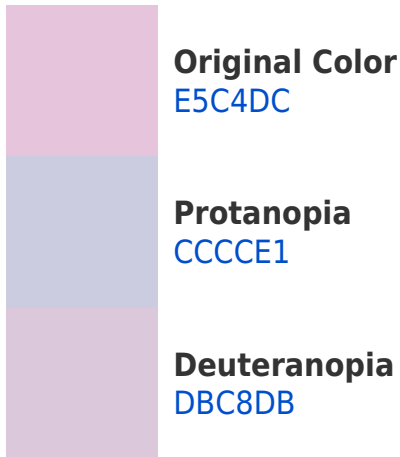 Original Color
E5C4DC
Protanopia
CCCCE1
Deuteranopia
DBC8DB